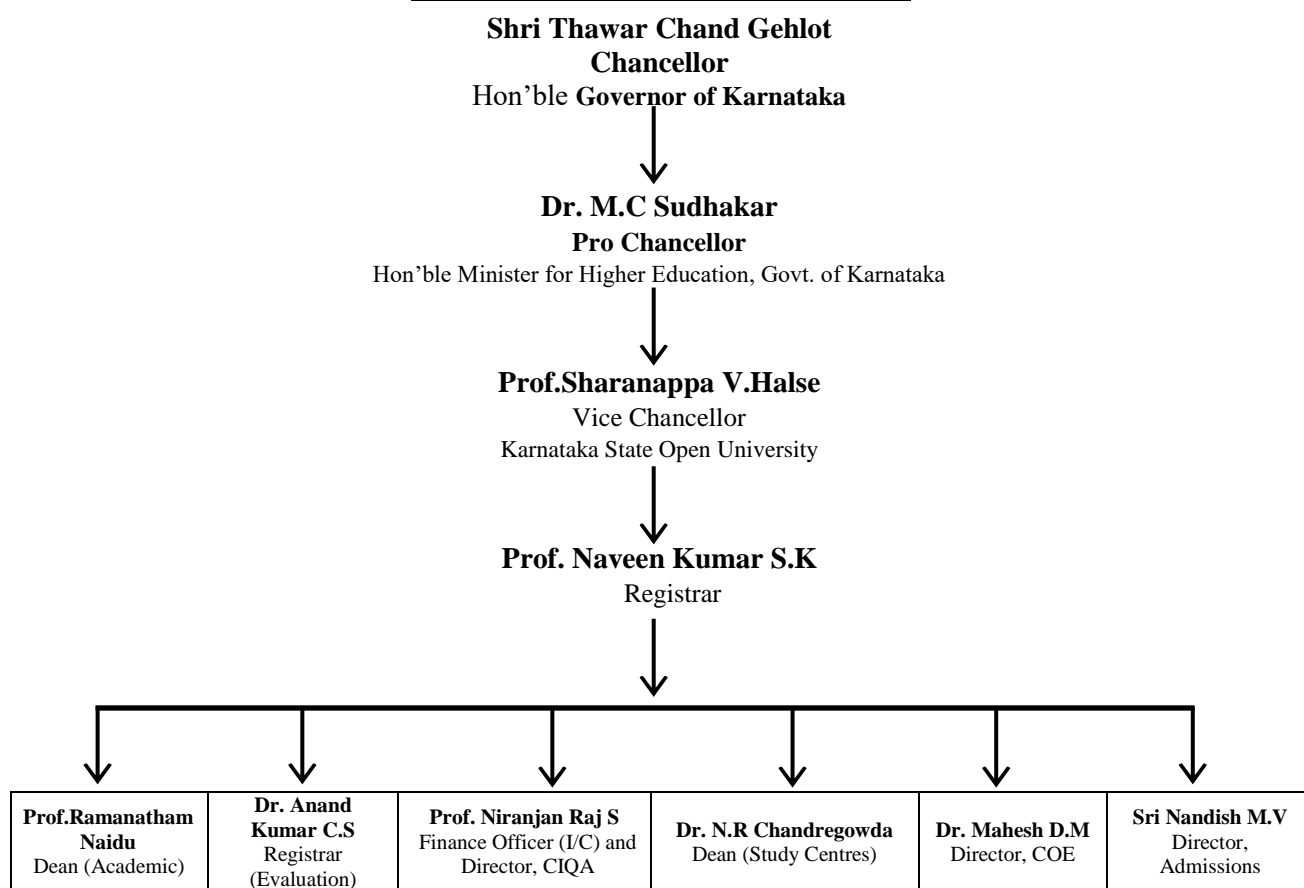 Shri Thawar Chand Gehlot
Chancellor
Hon’ble Governor of Karnataka
Dr. M.C Sudhakar
Pro Chancellor
Hon’ble Minister for Higher Education, Govt. of Karnataka
Prof.Sharanappa V.Halse
Vice Chancellor
Karnataka State Open University
Prof. Naveen Kumar S.K
Registrar
Prof.Ramanatham
Naidu
Dean (Academic)
Dr. Anand
Kumar C.S
Registrar
(Evaluation)
Prof. Niranjan Raj S
Finance Officer (I/C) and
Director, CIQA
Dr. N.R Chandregowda
Dean (Study Centres)
Dr. Mahesh D.M
Director, COE
Sri Nandish M.V
Director,
Admissions